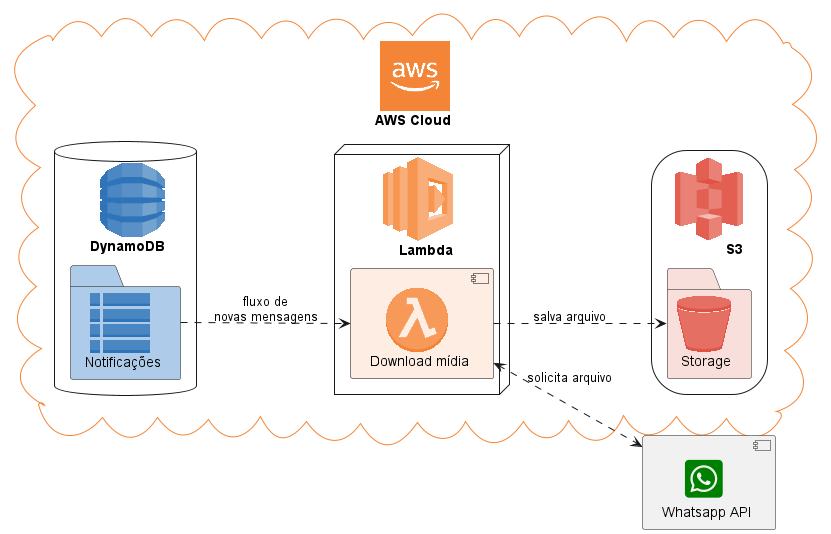 aws
AWS Cloud
DynamoDB
Lambda
S3
fluxo de
novas mensagens
salva arquivo
Notificações
Download mídia
Storage
solicita arquivo
Whatsapp API